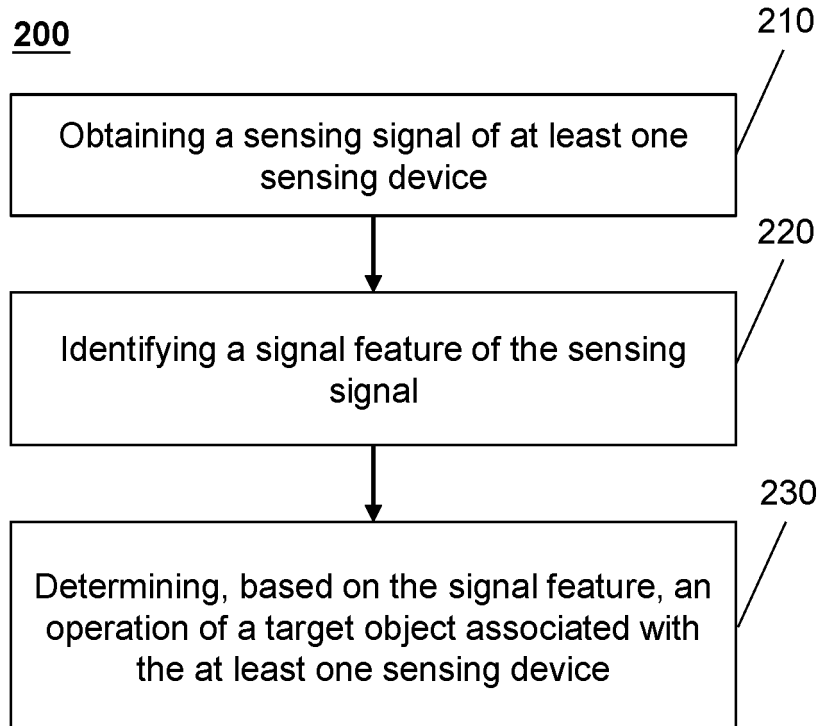 200
210
Obtaining a sensing signal of at least one
sensing device
220
Identifying a signal feature of the sensing
signal
230
Determining, based on the signal feature, an
operation of a target object associated with
the at least one sensing device